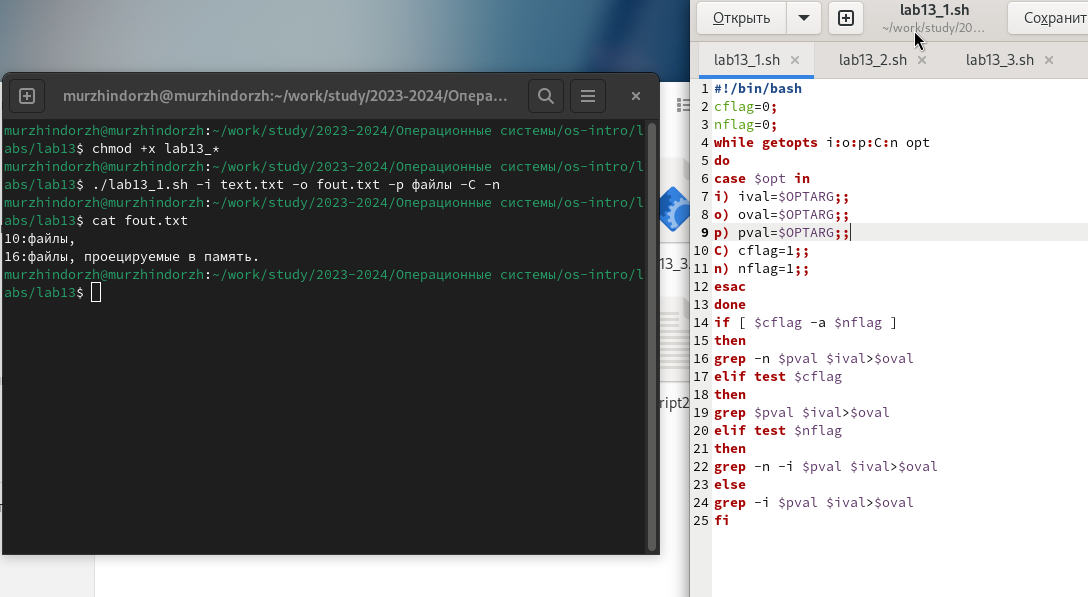 murzhindorzh@murzhindorzh:~/work/study/2023-2024/Опера…
murzhindorzh@murzhindorzh:~/work/study/2023-2024/Операционные системы/os-intro/l
abs/lab13$ chmod +x lab13_*
murzhindorzh@murzhindorzh:~/work/study/2023-2024/Операционные системы/os-intro/l
abs/lab13$ ./lab13_1.sh -i text.txt -o fout.txt -p файлы -C -n
murzhindorzh@murzhindorzh:~/work/study/2023-2024/Операционные системы/os-intro/l
abs/lab13$ cat fout.txt
10:файлы,
16:файлы, проецируемые в память.
murzhindorzh@murzhindorzh:~/work/study/2023-2024/Операционные системы/os-intro/l
abs/lab13$
13_3
ript2
Открыть
lab13_1.sh
~/work/study/20…
Сохранит
lab13_1.sh × lab13_2.sh × lab13_3.sh ×
1 #!/bin/bash
2 cflag=0;
3 nflag=0;
4 while getopts i:o:p:C:n opt
5 do
6 case $opt in
7 i) ival=$OPTARG;;
8 o) oval=$OPTARG;;
9 p) pval=$OPTARG;;
10 C) cflag=1;;
11 n) nflag=1;;
12 esac
13 done
14 if [ $cflag -a $nflag ]
15 then
16 grep -n $pval $ival>$oval
17 elif test $cflag
18 then
19 grep $pval $ival>$oval
20 elif test $nflag
21 then
22 grep -n -i $pval $ival>$oval
23 else
24 grep -i $pval $ival>$oval
25 fi